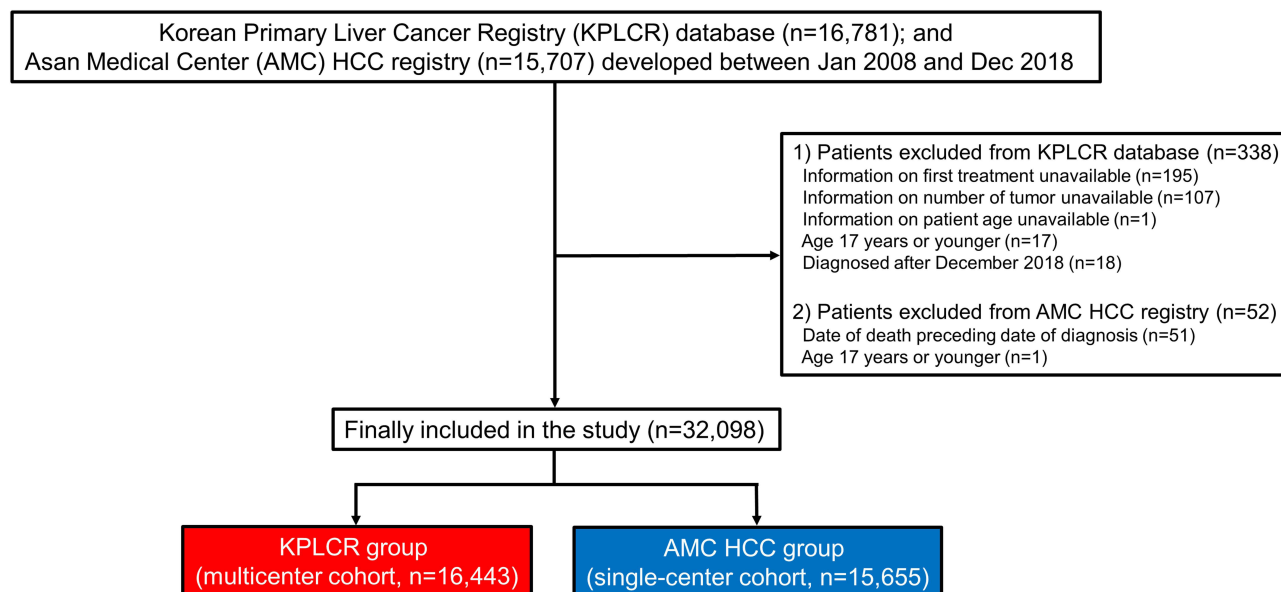 Korean Primary Liver Cancer Registry (KPLCR) database (n=16,781); and
Asan Medical Center (AMC) HCC registry (n=15,707) developed between Jan 2008 and Dec 2018
1) Patients excluded from KPLCR database (n=338)
Information on first treatment unavailable (n=195)
Information on number of tumor unavailable (n=107)
Information on patient age unavailable (n=1)
Age 17 years or younger (n=17)
Diagnosed after December 2018 (n=18)
2) Patients excluded from AMC HCC registry (n=52)
Date of death preceding date of diagnosis (n=51)
Age 17 years or younger (n=1)
Finally included in the study (n=32,098)
KPLCR group
(multicenter cohort, n=16,443)
AMC HCC group
(single-center cohort, n=15,655)